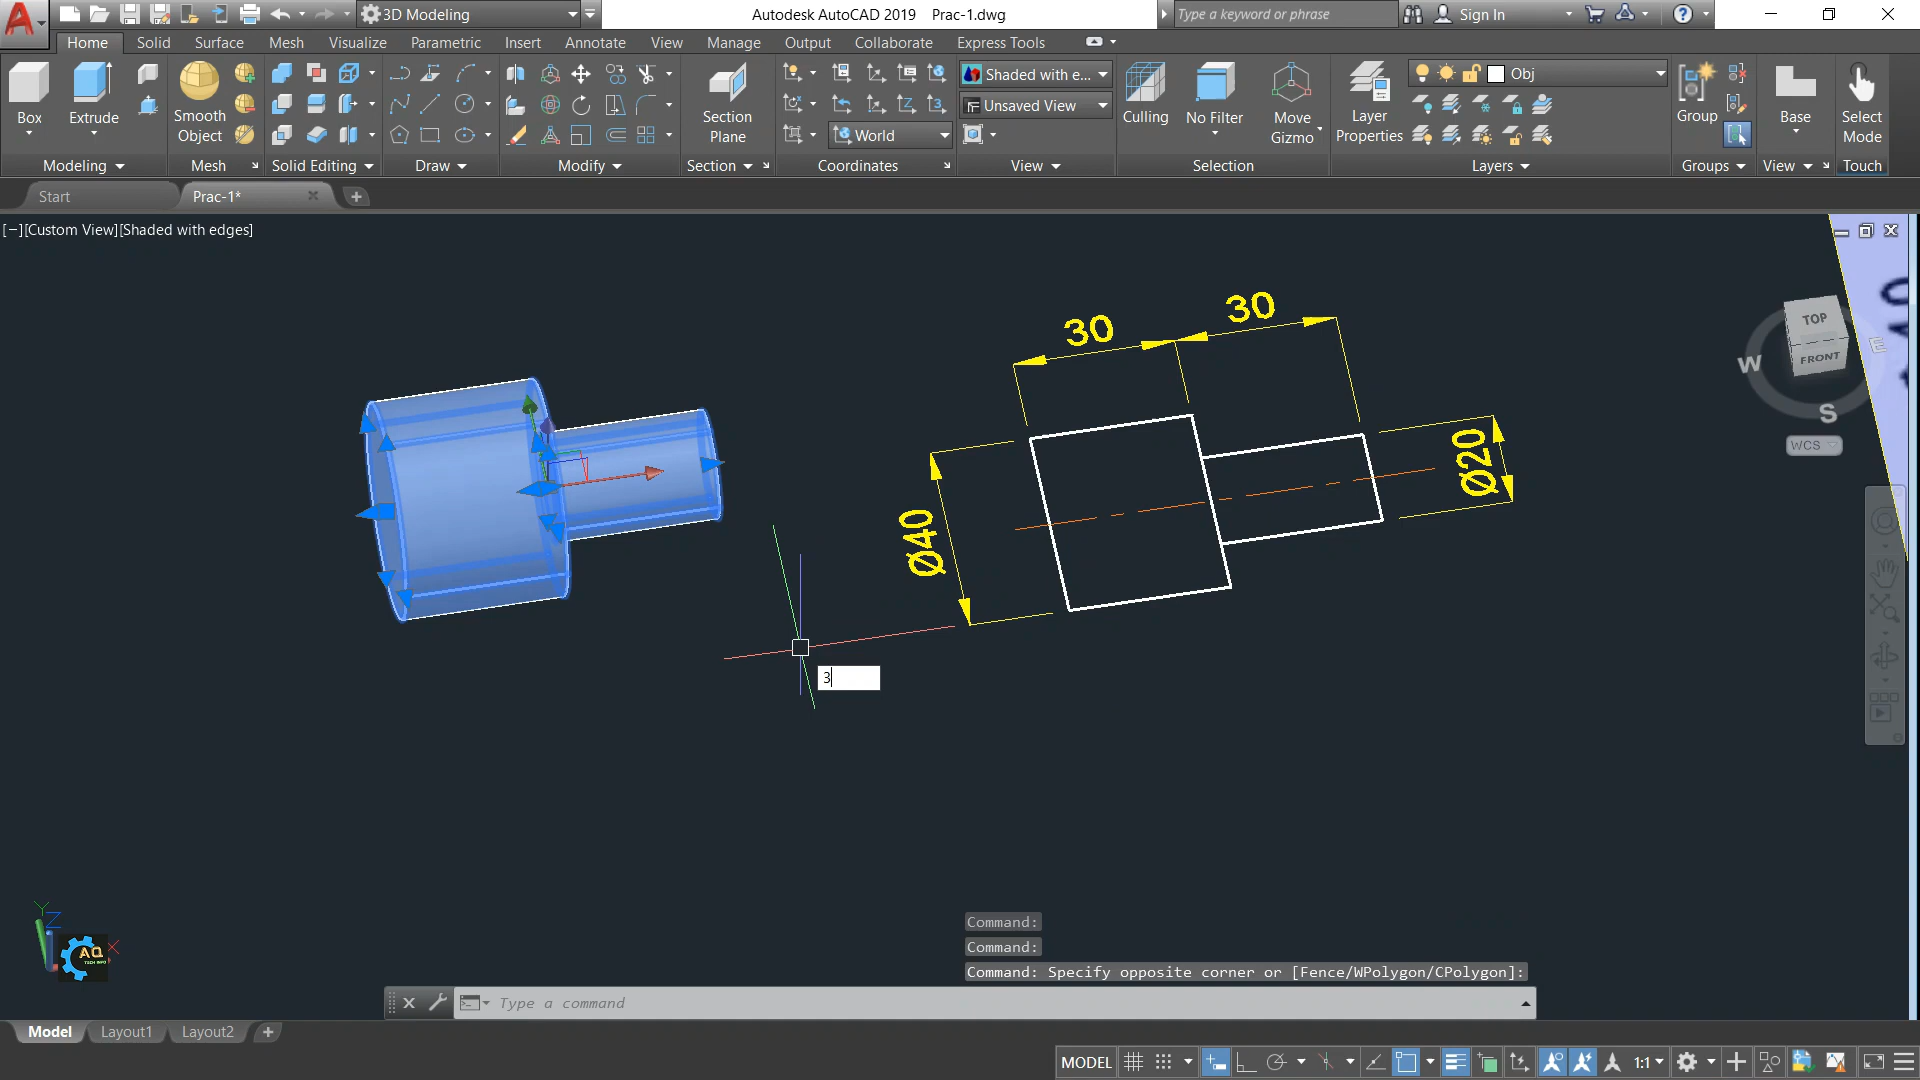 3D Modeling
Autodesk AutoCAD 2019 Prac-1.dwg
Type a keyword or phrase
Sign In
Home Solid Surface Mesh Visualize Parametric Insert Annotate View Manage Output Collaborate Express Tools
Box
Extrude
Smooth
Object
Section
Plane
Shaded with e...
Unsaved View
World
Culling
No Filter
Move
Gizmo
Layer
Properties
Obj
Group
Base
Select
Mode
Modeling
Mesh
Solid Editing
Draw
Modify
Section
Coordinates
View
Selection
Layers
Groups
View
Touch
Start
Prac-1*
[−][Custom View][Shaded with edges]
30
30
Ø40
Ø20
TOP
FRONT
W
E
S
WCS
3
Y
Z
X
AQ
TECH INFO
Command:
Command:
Command: Specify opposite corner or [Fence/WPolygon/CPolygon]:
Type a command
Model Layout1 Layout2
MODEL
1:1